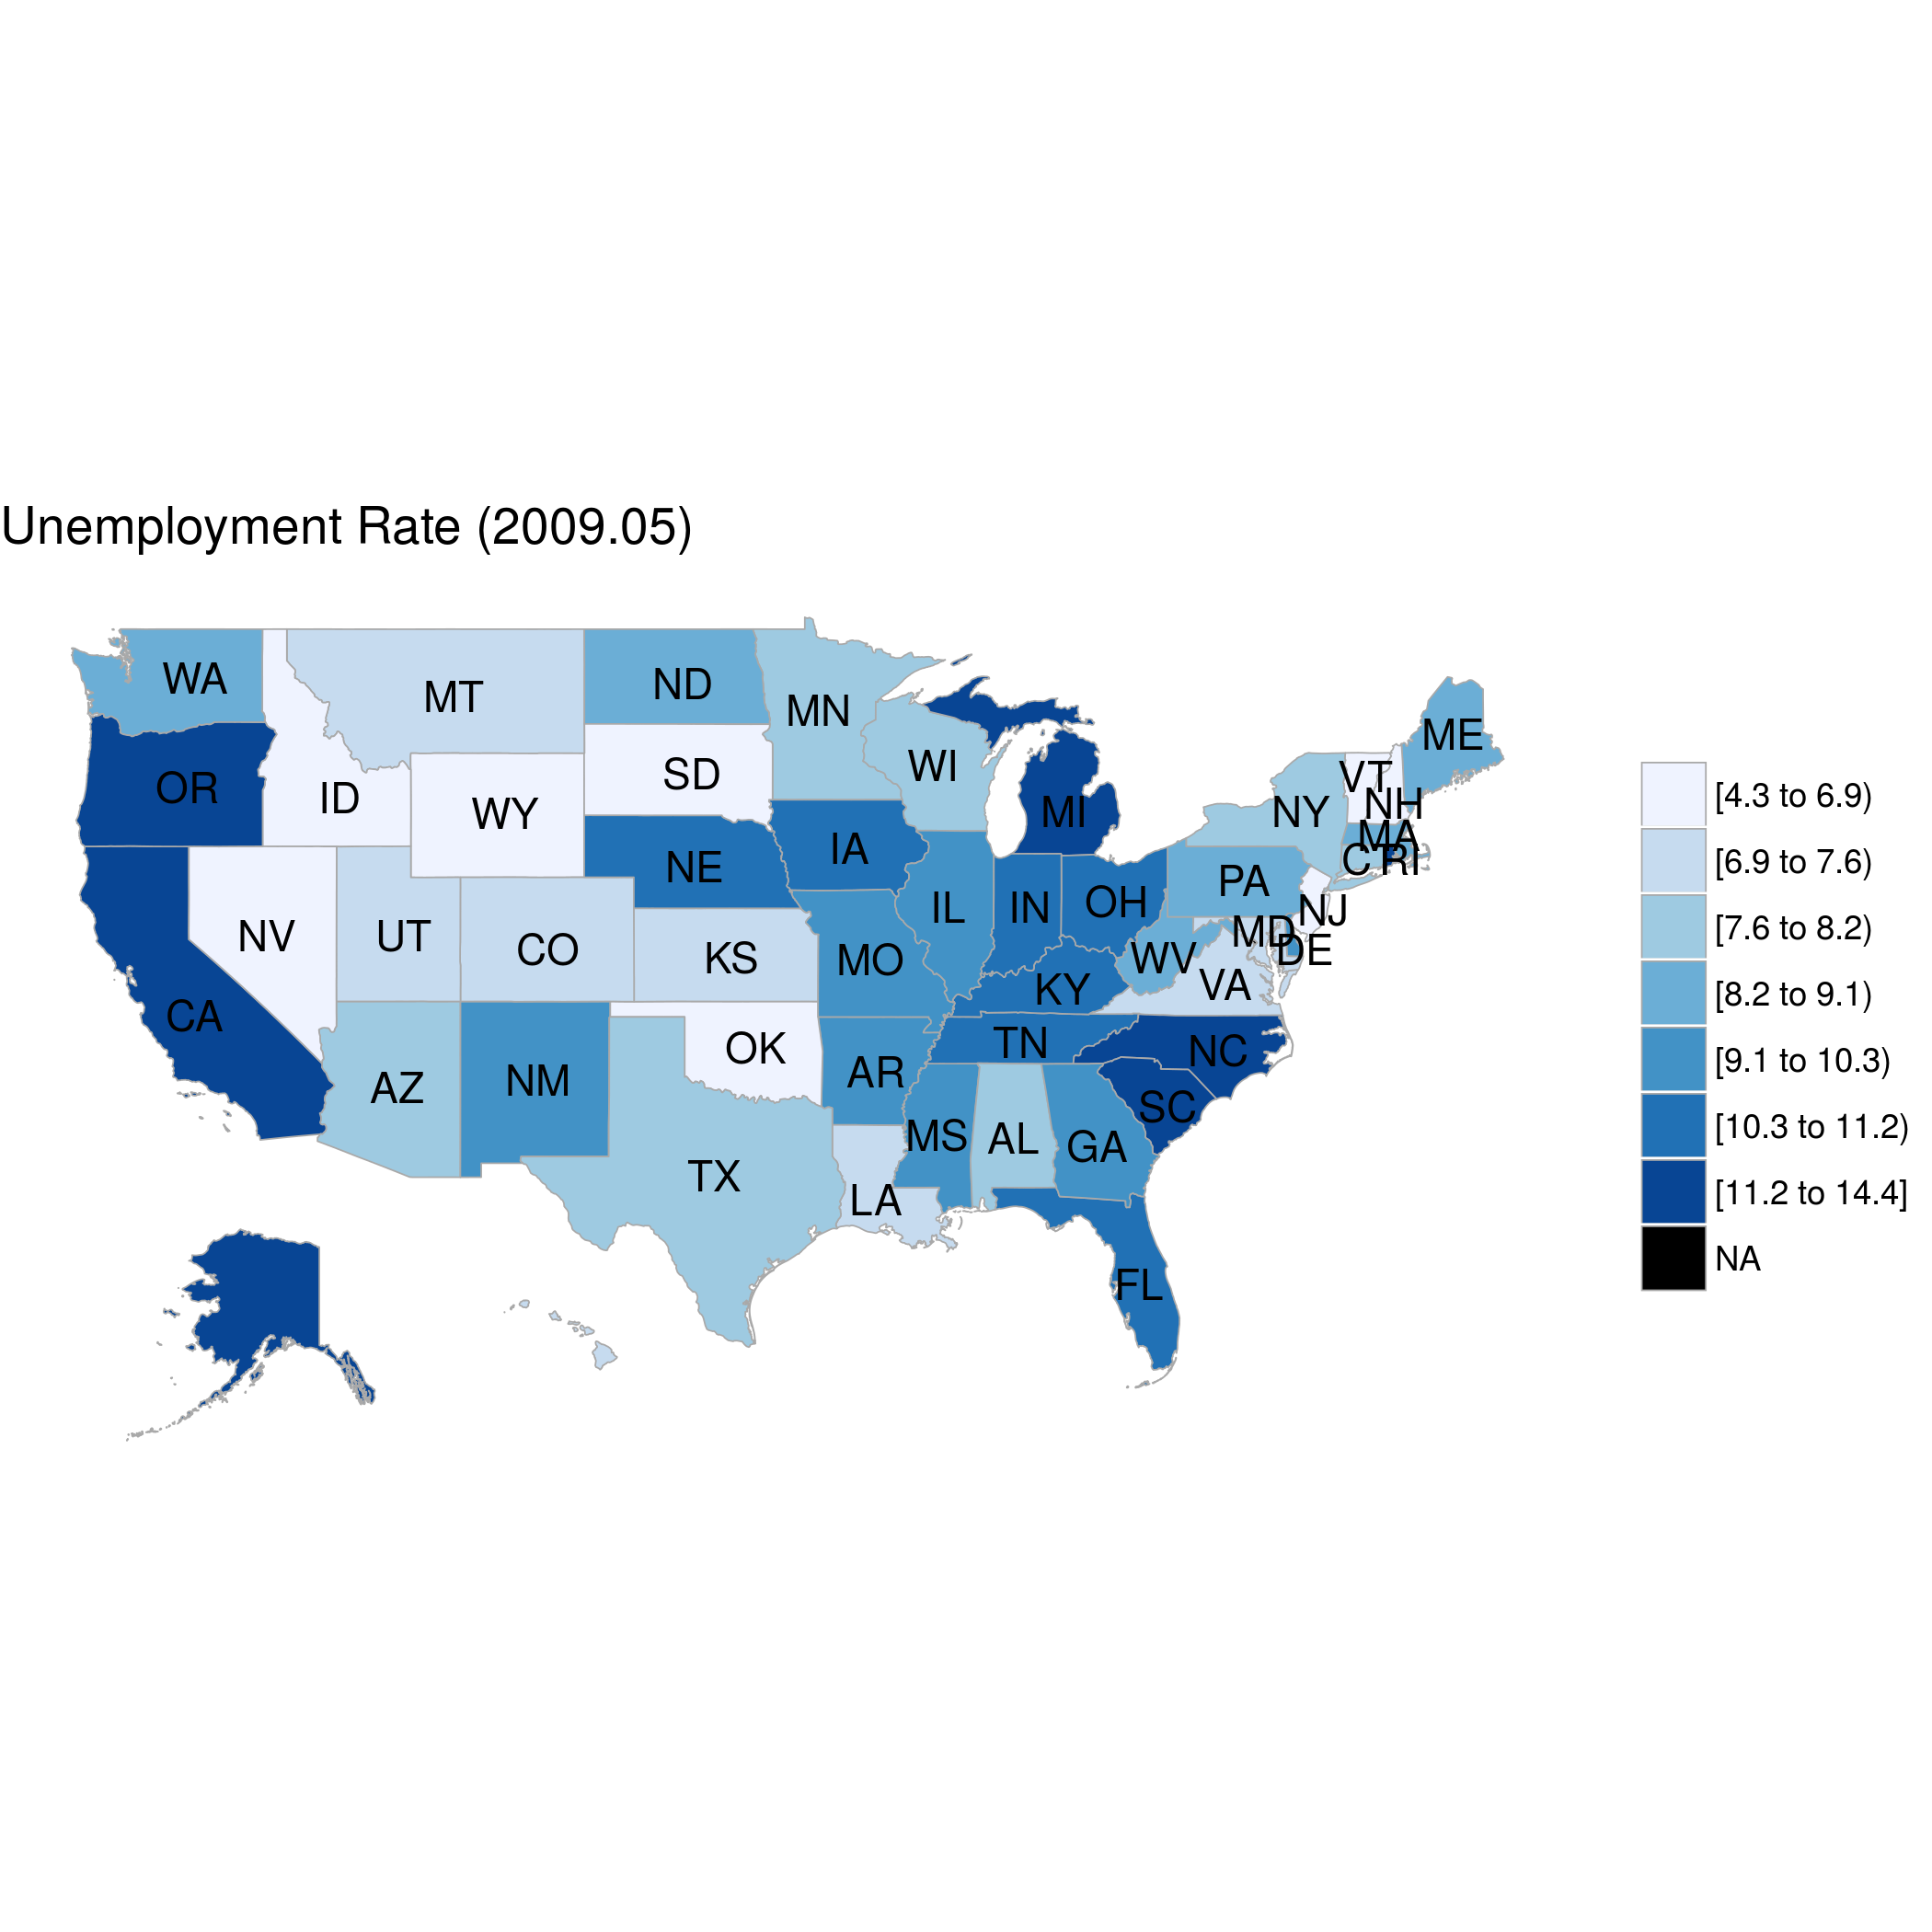 Unemployment Rate (2009.05)
WA
MT
ND
MN
ME
OR
ID
WY
SD
WI
MI
VT
NH
NY
MA
CT
RI
IA
NE
PA
NV
UT
CO
KS
MO
IL
IN
OH
NJ
MD
DE
WV
VA
KY
CA
AZ
NM
OK
AR
TN
NC
SC
MS
AL
GA
TX
LA
FL
[4.3 to 6.9)
[6.9 to 7.6)
[7.6 to 8.2)
[8.2 to 9.1)
[9.1 to 10.3)
[10.3 to 11.2)
[11.2 to 14.4]
NA